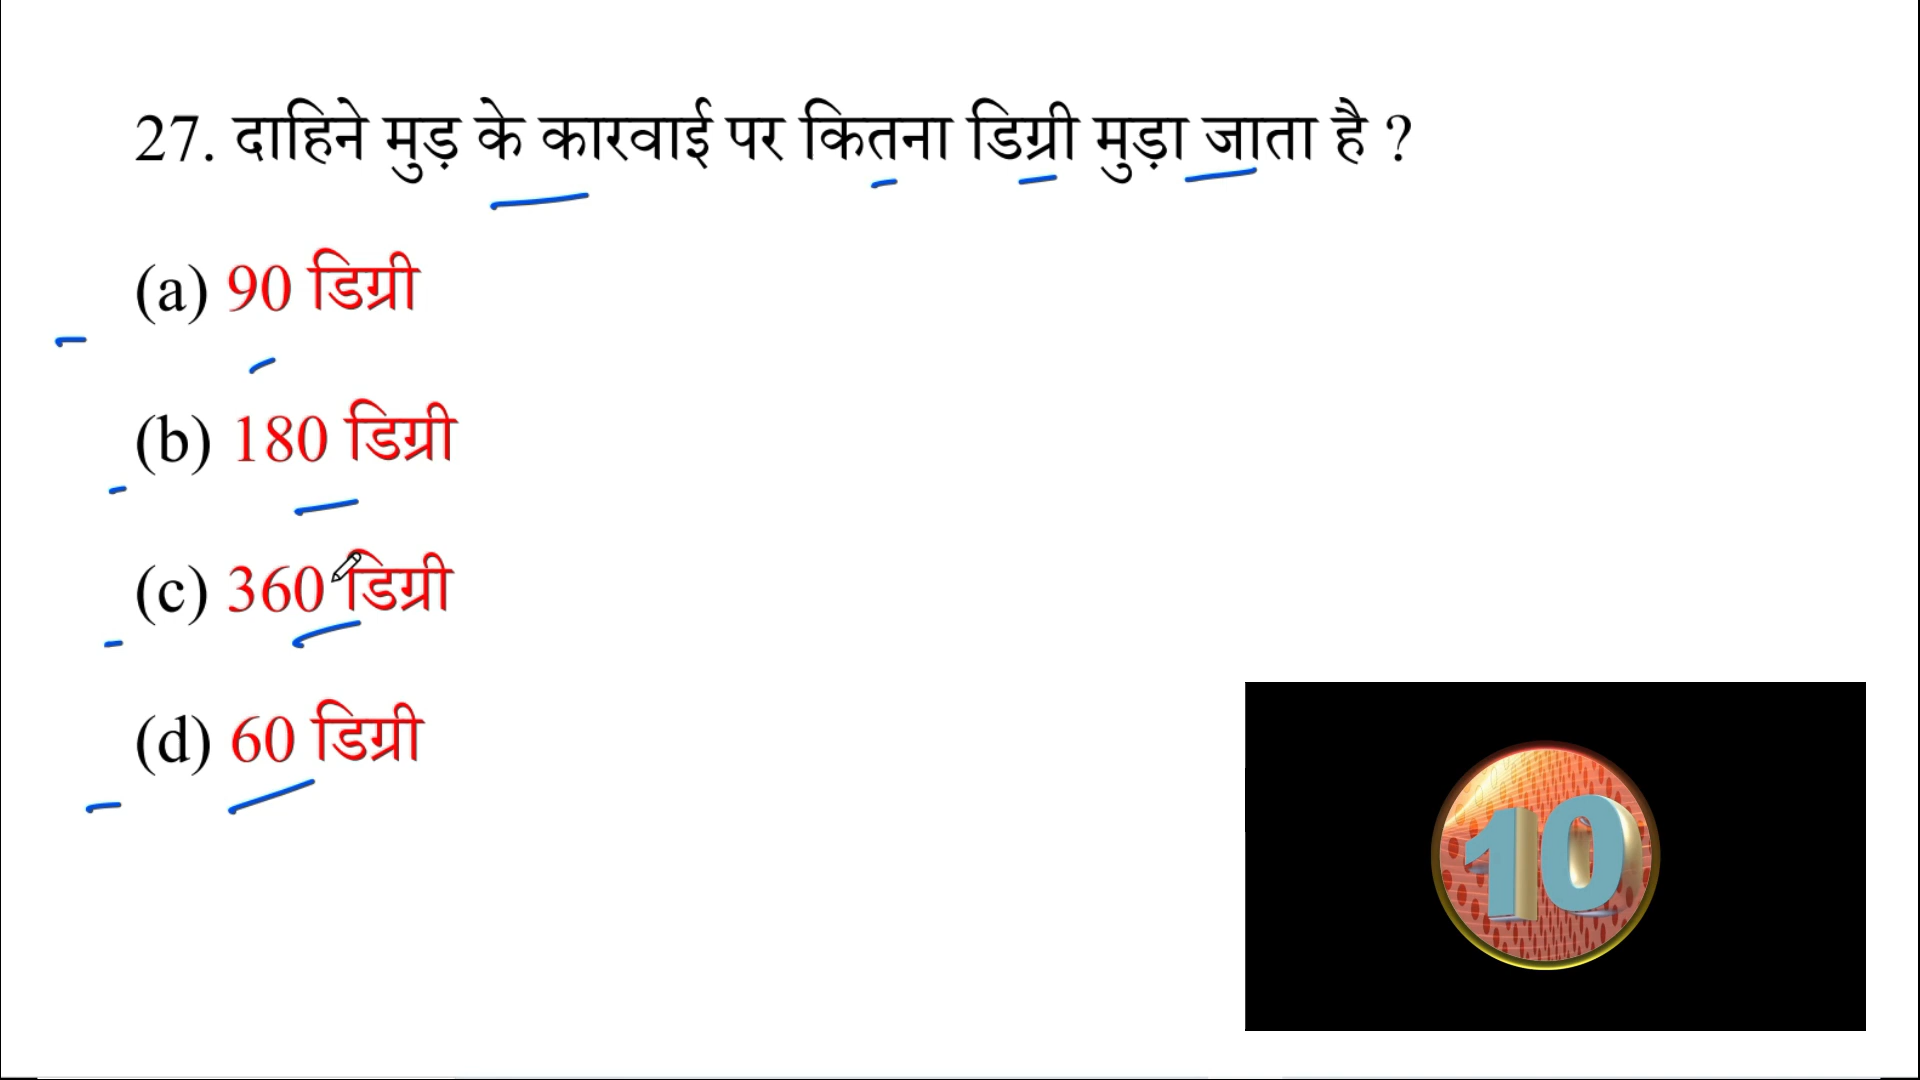 27. दाहिने मुड़ के कारवाई पर कितना डिग्री मुड़ा जाता है ?
(a) 90 डिग्री
(b) 180 डिग्री
(c) 360 डिग्री
(d) 60 डिग्री
10